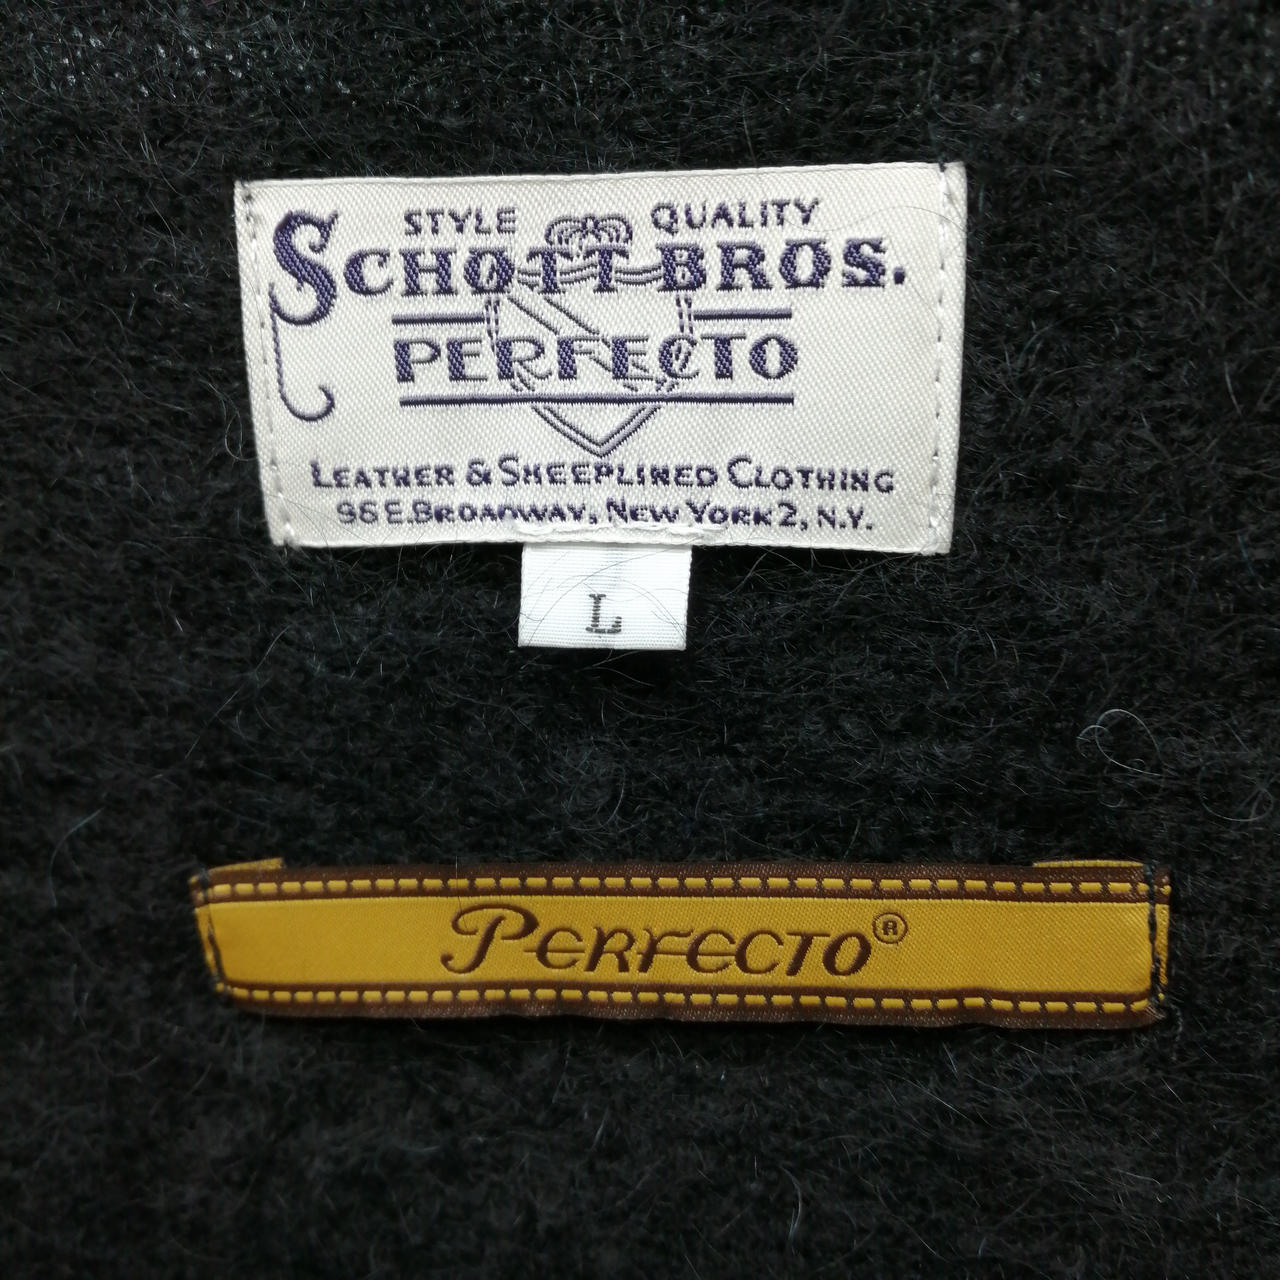 STYLE QUALITY
SCHOTT BROS.
PERFECTO
LEATHER & SHEEPLINED CLOTHING
96 E. BROADWAY, NEW YORK 2, N.Y.
L
PERFECTO®